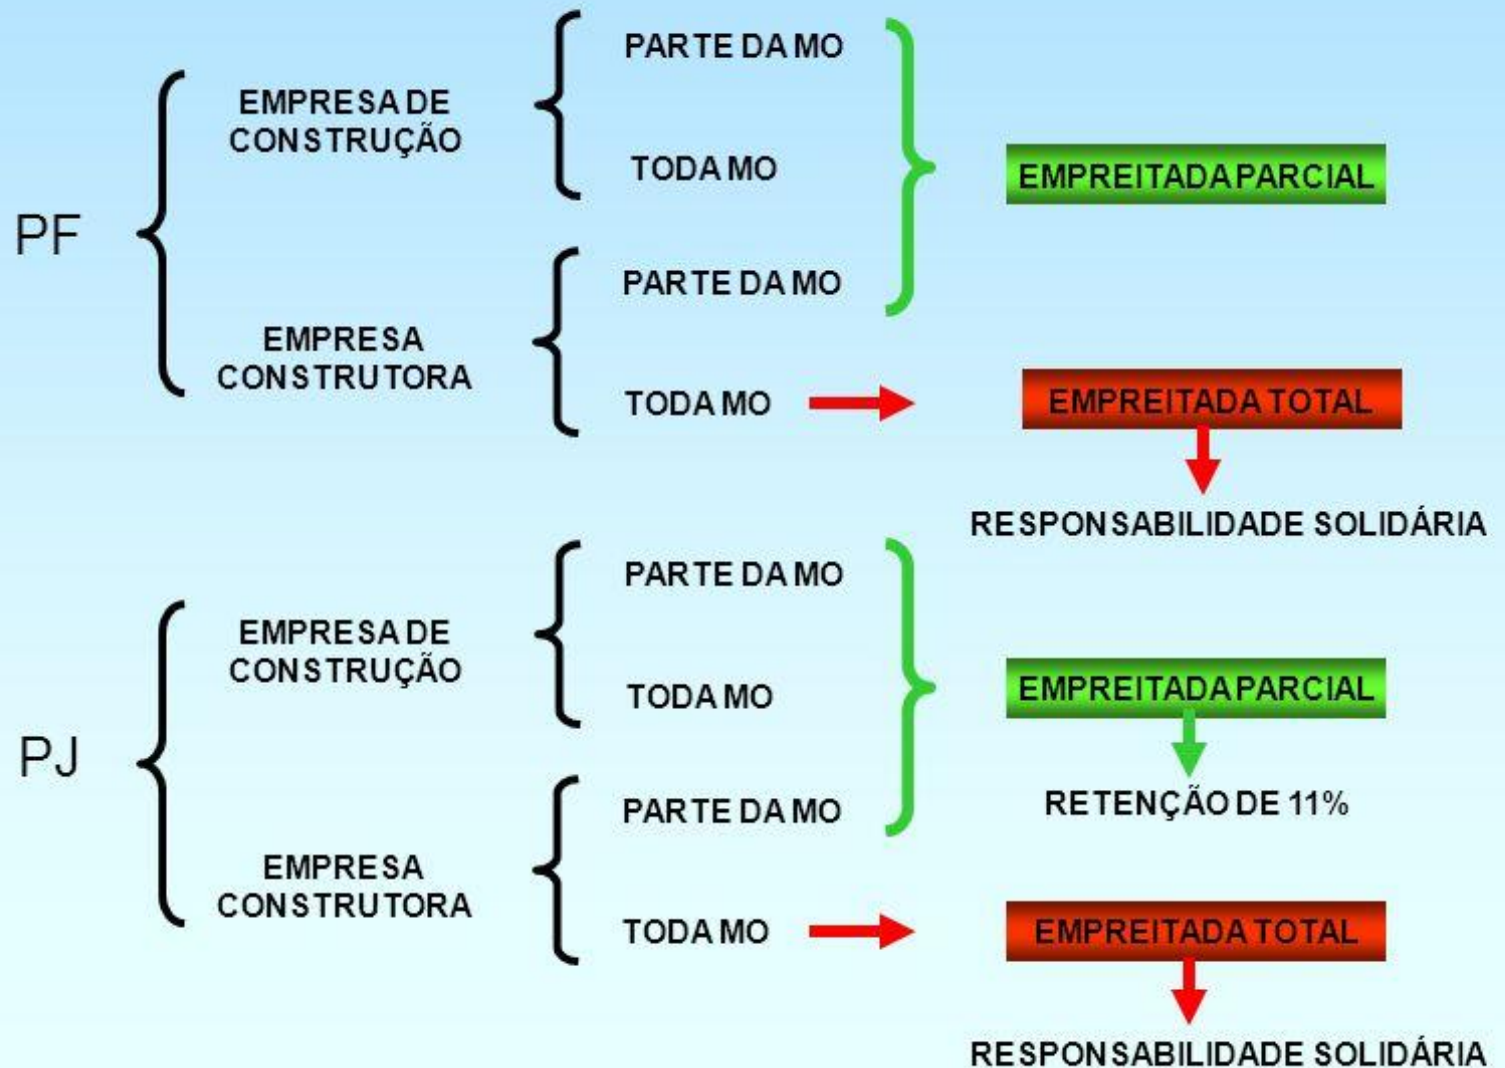 PF
EMPRESA DE
CONSTRUÇÃO
PARTE DA MO
TODA MO
EMPREITADA PARCIAL
EMPRESA
CONSTRUTORA
PARTE DA MO
TODA MO
EMPREITADA TOTAL
RESPONSABILIDADE SOLIDÁRIA
PJ
EMPRESA DE
CONSTRUÇÃO
PARTE DA MO
TODA MO
EMPREITADA PARCIAL
RETENÇÃO DE 11%
EMPRESA
CONSTRUTORA
PARTE DA MO
TODA MO
EMPREITADA TOTAL
RESPONSABILIDADE SOLIDÁRIA